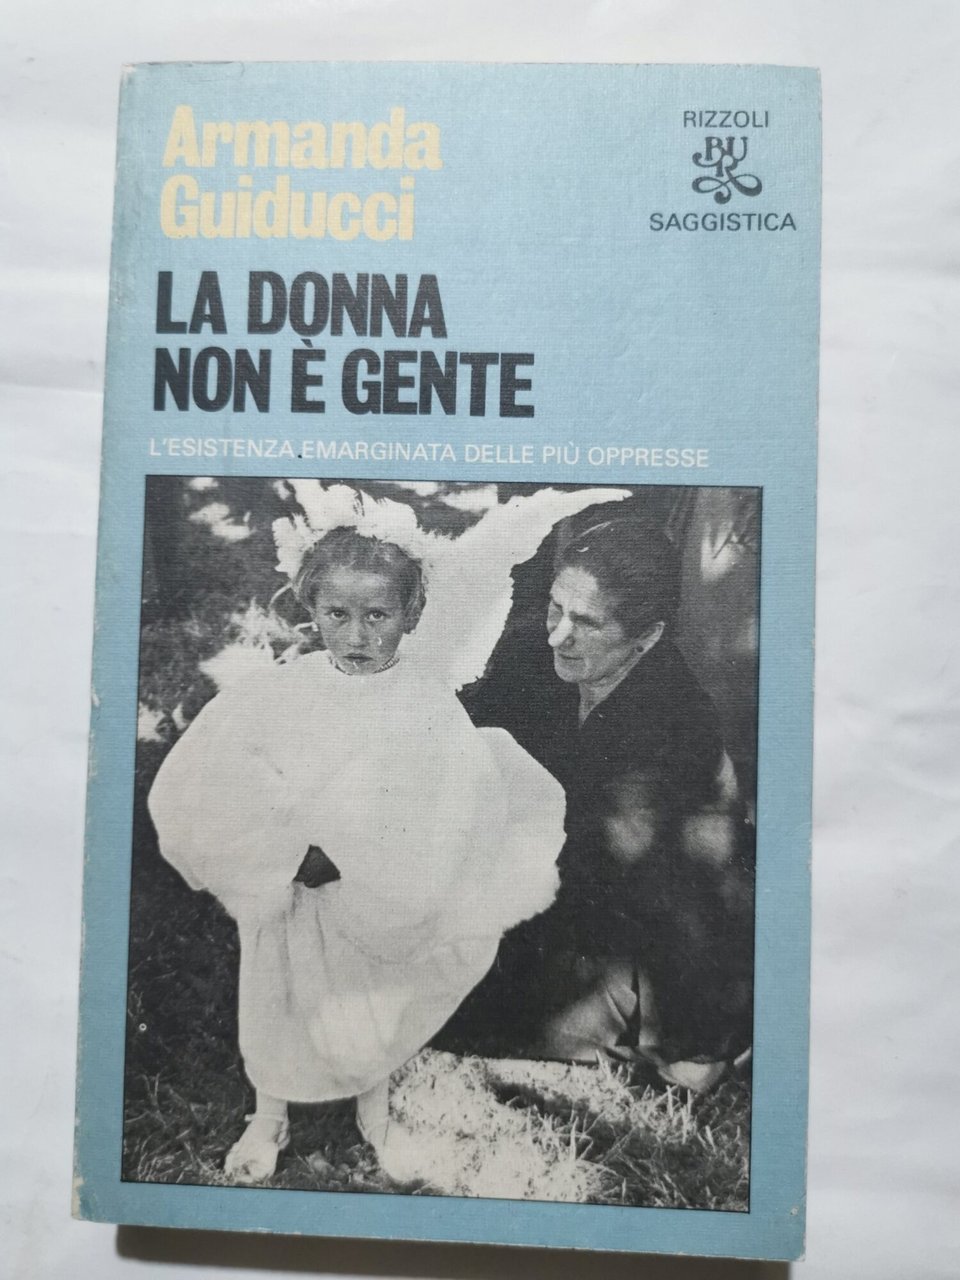 Armanda
Guiducci
RIZZOLI
BUR
SAGGISTICA
LA DONNA
NON È GENTE
L'ESISTENZA EMARGINATA DELLE PIÙ OPPRESSE